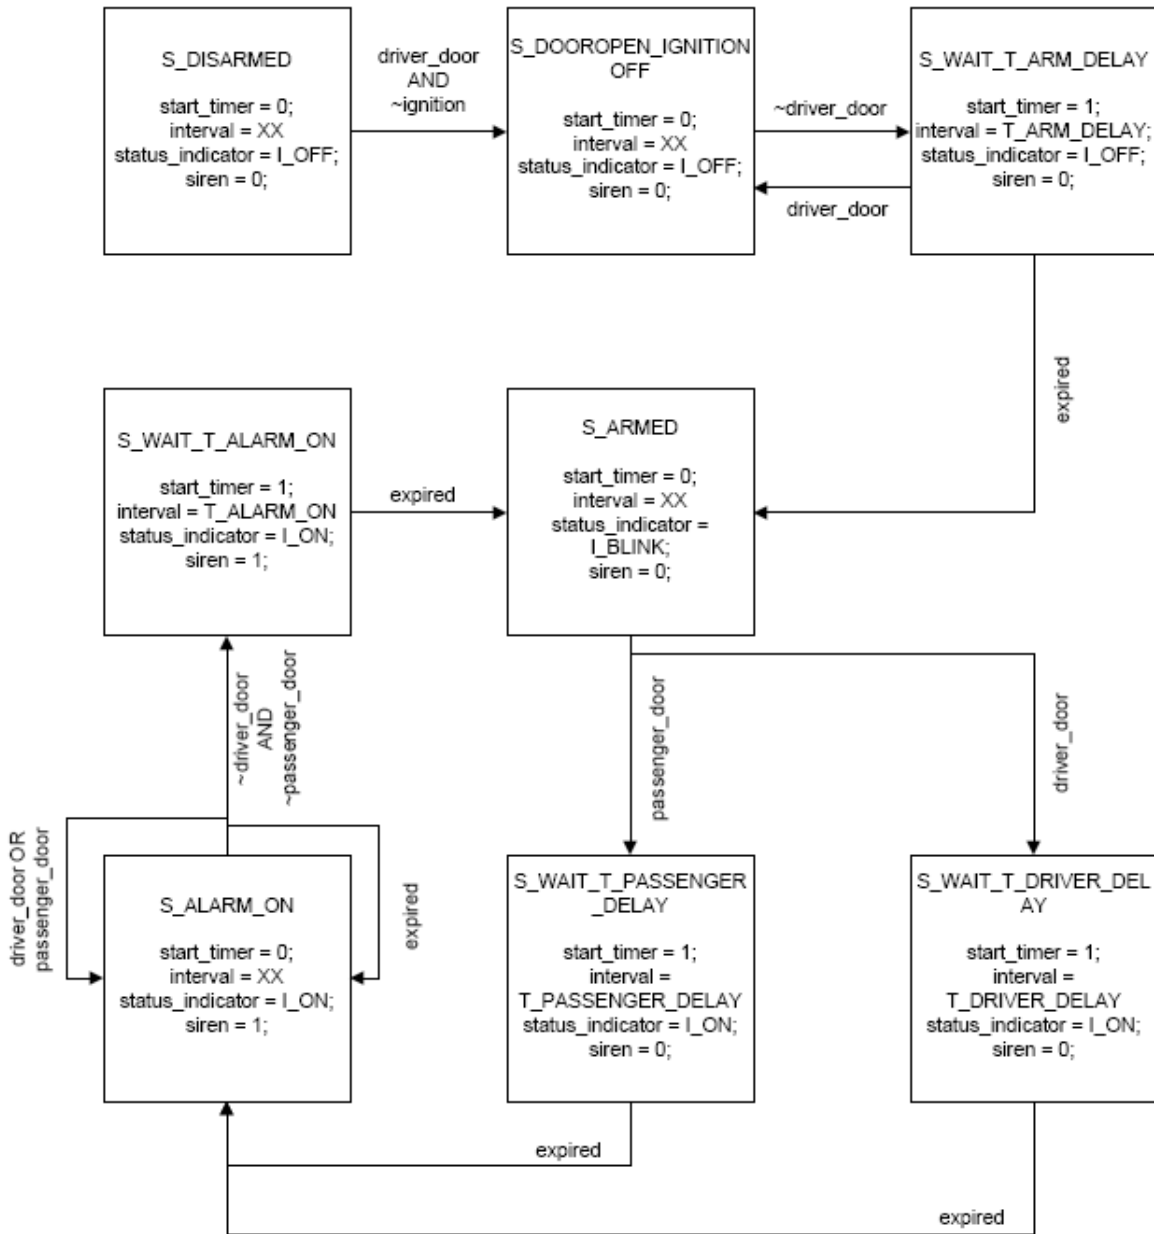 S_DISARMED
start_timer = 0;
interval = XX
status_indicator = I_OFF;
siren = 0;
driver_door
AND
~ignition
S_DOOROPEN_IGNITION
OFF
start_timer = 0;
interval = XX
status_indicator = I_OFF;
siren = 0;
~driver_door
driver_door
S_WAIT_T_ARM_DELAY
start_timer = 1;
interval = T_ARM_DELAY;
status_indicator = I_OFF;
siren = 0;
expired
S_WAIT_T_ALARM_ON
start_timer = 1;
interval = T_ALARM_ON
status_indicator = I_ON;
siren = 1;
expired
S_ARMED
start_timer = 0;
interval = XX
status_indicator =
I_BLINK;
siren = 0;
~driver_door
AND
~passenger_door
passenger_door
driver_door
driver_door OR
passenger_door
S_ALARM_ON
start_timer = 0;
interval = XX
status_indicator = I_ON;
siren = 1;
expired
S_WAIT_T_PASSENGER
_DELAY
start_timer = 1;
interval =
T_PASSENGER_DELAY
status_indicator = I_ON;
siren = 0;
S_WAIT_T_DRIVER_DEL
AY
start_timer = 1;
interval =
T_DRIVER_DELAY
status_indicator = I_ON;
siren = 0;
expired
expired